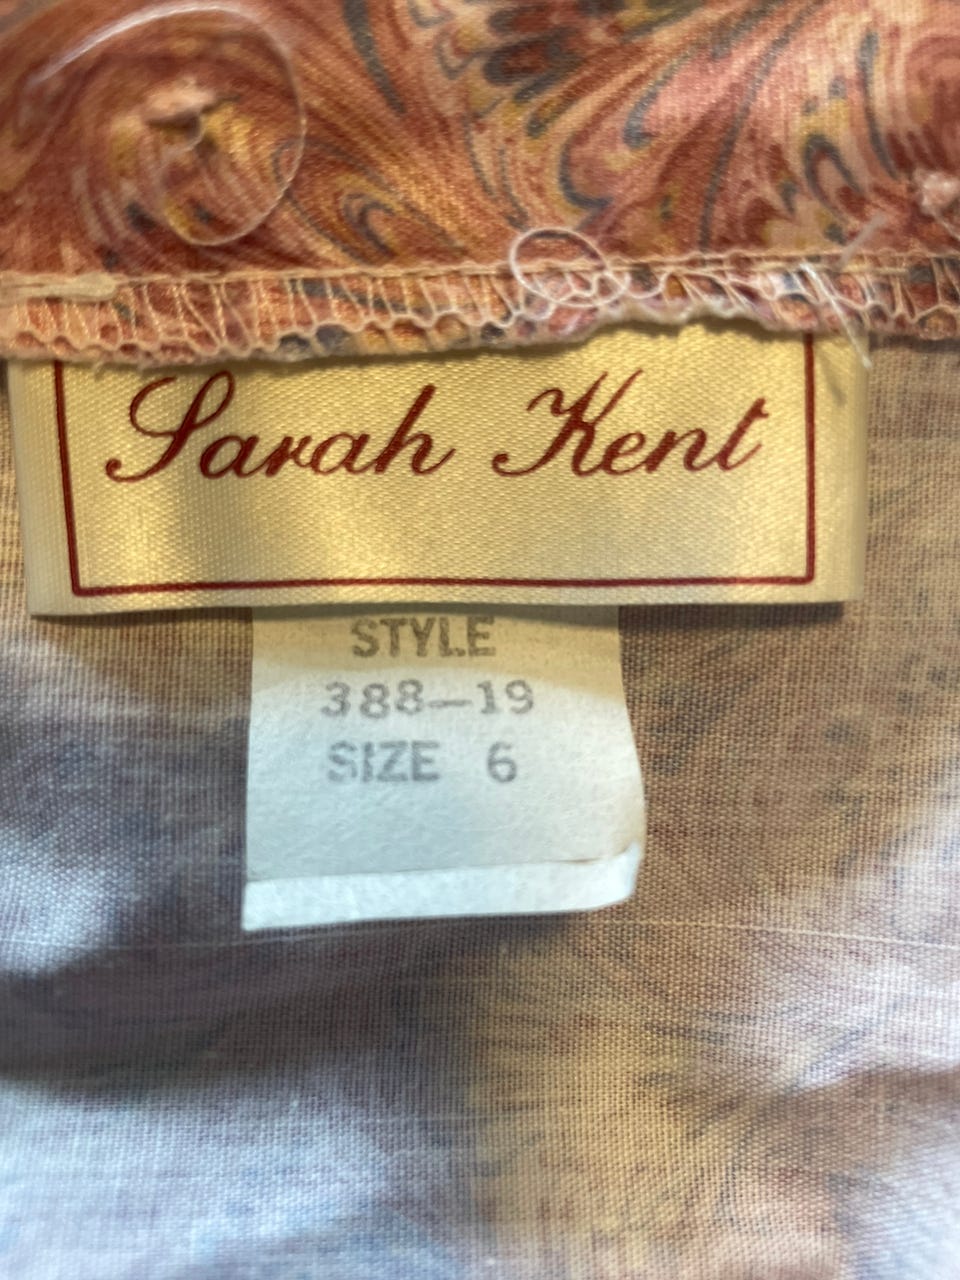 Sarah Kent
STYLE
388—19
SIZE 6